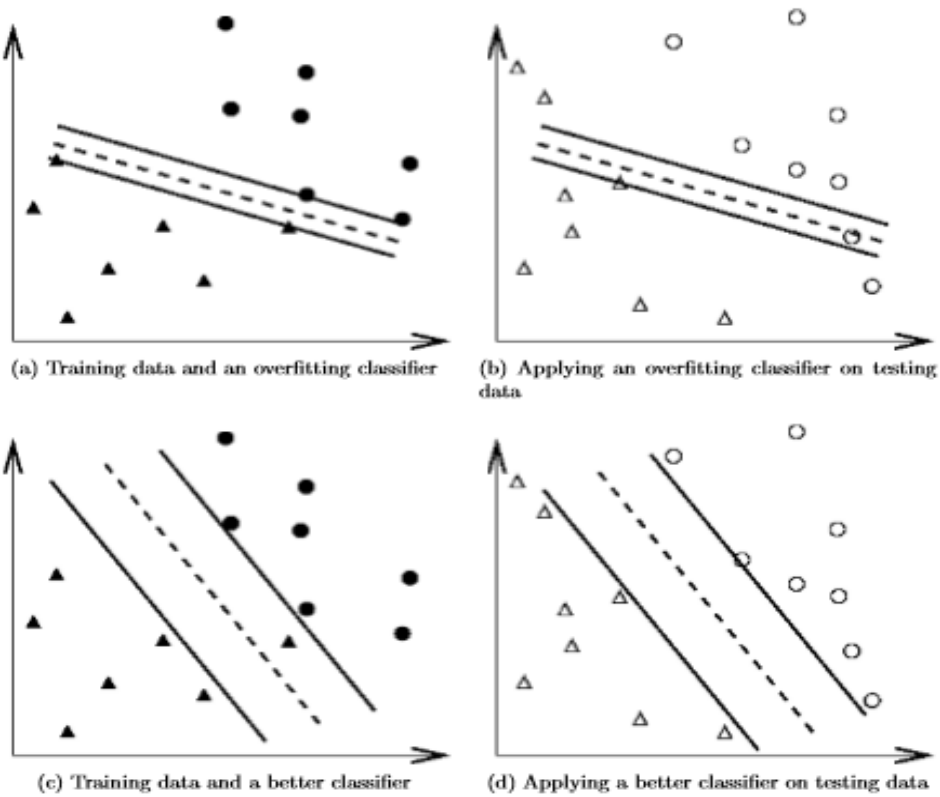 (a) Training data and an overfitting classifier
(b) Applying an overfitting classifier on testing
data
(c) Training data and a better classifier
(d) Applying a better classifier on testing data